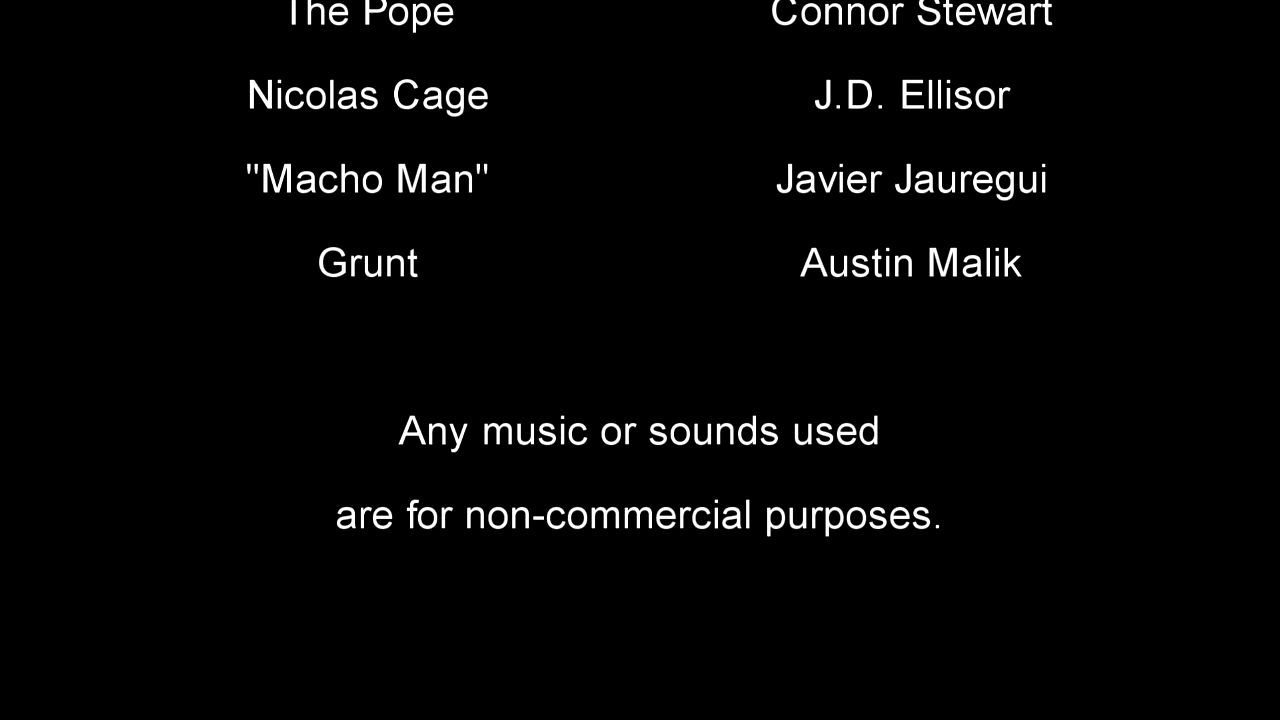 The Pope Connor Stewart
Nicolas Cage J.D. Ellisor
"Macho Man" Javier Jauregui
Grunt Austin Malik
Any music or sounds used
are for non-commercial purposes.